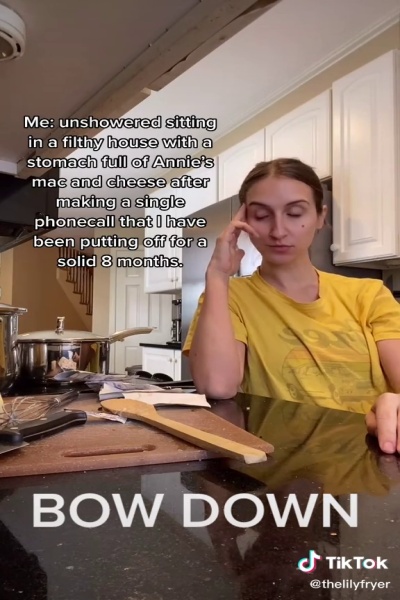 Me: unshowered sitting
in a filthy house with a
stomach full of Annie's
mac and cheese after
making a single
phonecall that I have
been putting off for a
solid 8 months.
BOW DOWN
TikTok
@thelilyfryer